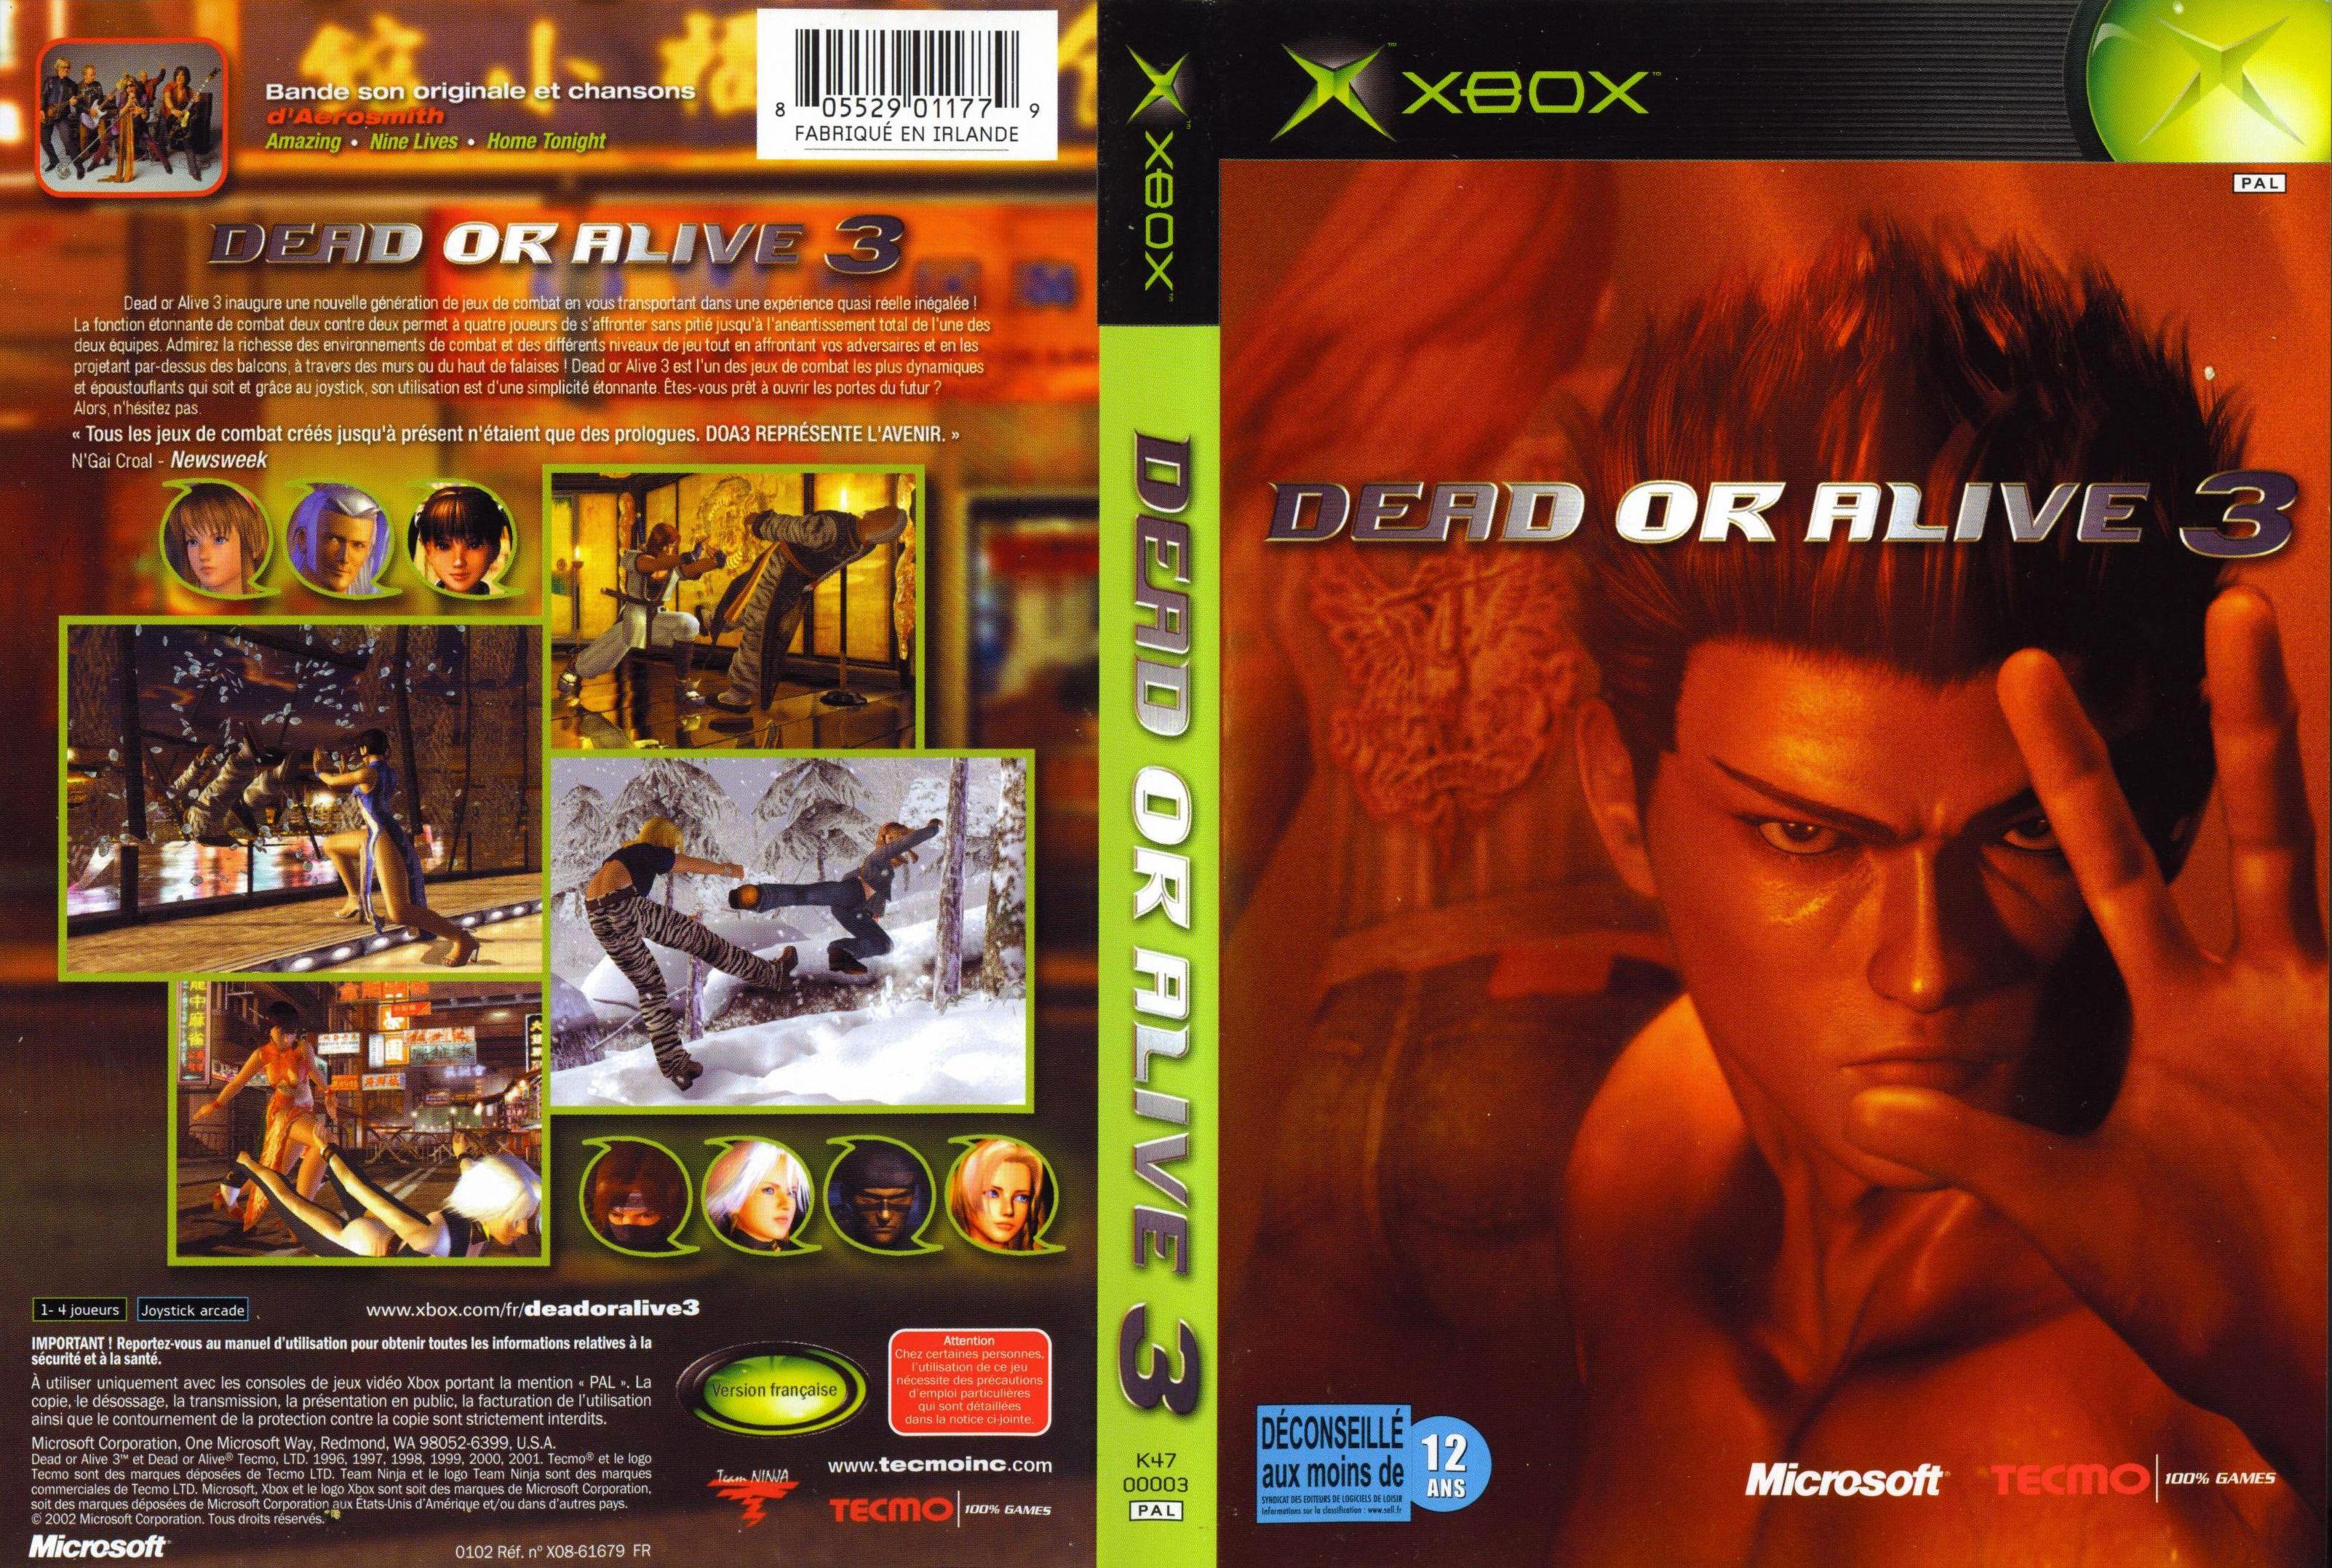 Bande son originale et chansons
d'Aerosmith
Amazing • Nine Lives • Home Tonight
8 05529 01177 9
FABRIQUÉ EN IRLANDE
DEAD OR ALIVE 3
Dead or Alive 3 inaugure une nouvelle génération de jeux de combat en vous transportant dans une expérience quasi réelle inégalée !
La fonction étonnante de combat deux contre deux permet à quatre joueurs de s'affronter sans pitié jusqu'à l'anéantissement total de l'une des
deux équipes. Admirez la richesse des environnements de combat et des différents niveaux de jeu tout en affrontant vos adversaires et en les
projetant par-dessus des balcons, à travers des murs ou du haut de falaises ! Dead or Alive 3 est l'un des jeux de combat les plus dynamiques
et époustouflants qui soit et grâce au joystick, son utilisation est d'une simplicité étonnante. Êtes-vous prêt à ouvrir les portes du futur ?
Alors, n'hésitez pas.
« Tous les jeux de combat créés jusqu'à présent n'étaient que des prologues. DOA3 REPRÉSENTE L'AVENIR. »
N'Gai Croal - Newsweek
1- 4 joueurs
Joystick arcade
www.xbox.com/fr/deadoralive3
IMPORTANT ! Reportez-vous au manuel d'utilisation pour obtenir toutes les informations relatives à la
sécurité et à la santé.
À utiliser uniquement avec les consoles de jeux vidéo Xbox portant la mention « PAL ». La
copie, le désossage, la transmission, la présentation en public, la facturation de l'utilisation
ainsi que le contournement de la protection contre la copie sont strictement interdits.
Microsoft Corporation, One Microsoft Way, Redmond, WA 98052-6399, U.S.A.
Dead or Alive 3™ et Dead or Alive® Tecmo, LTD. 1996, 1997, 1998, 1999, 2000, 2001. Tecmo® et le logo
Tecmo sont des marques déposées de Tecmo LTD. Team Ninja et le logo Team Ninja sont des marques
commerciales de Tecmo LTD. Microsoft, Xbox et le logo Xbox sont soit des marques de Microsoft Corporation,
soit des marques déposées de Microsoft Corporation aux États-Unis d'Amérique et/ou dans d'autres pays.
© 2002 Microsoft Corporation. Tous droits réservés.
Microsoft
0102 Réf. nº X08-61679 FR
Version française
Attention
Chez certaines personnes,
l'utilisation de ce jeu
nécessite des précautions
d'emploi particulières
qui sont détaillées
dans la notice ci-jointe.
Team NINJA
www.tecmoinc.com
TECMO 100% GAMES
XBOX™
DEAD OR ALIVE 3
K47
00003
PAL
XBOX™
PAL
DEAD OR ALIVE 3
DÉCONSEILLÉ
aux moins de
12
ANS
SYNDICAT DES EDITEURS DE LOGICIELS DE LOISIR
Informations sur la classification : www.sell.fr
Microsoft
TECMO 100% GAMES